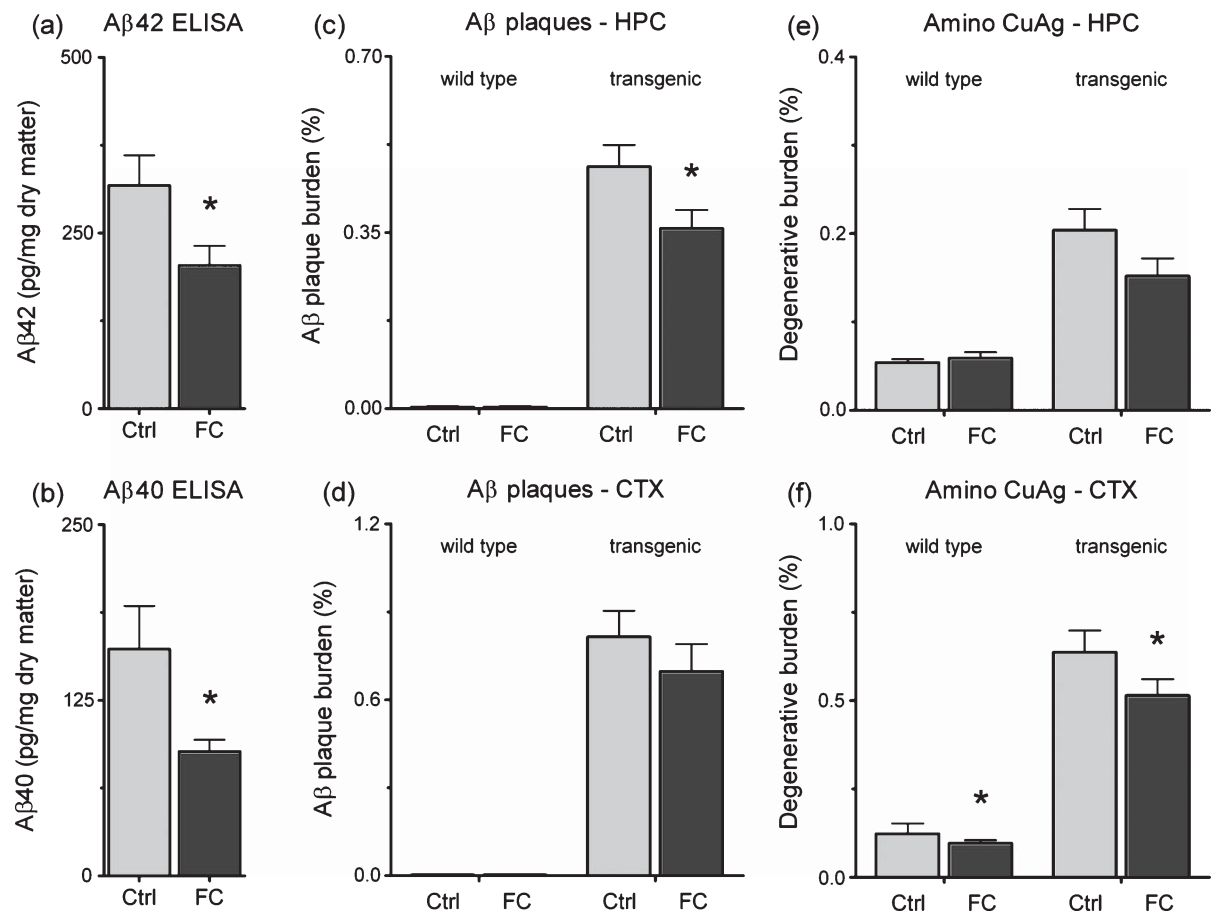 (a) Aβ42 ELISA
Aβ42 (pg/mg dry matter)
500
250
0
*
Ctrl FC
(c) Aβ plaques - HPC
Aβ plaque burden (%)
0.70
0.35
0.00
wild type transgenic
*
Ctrl FC Ctrl FC
(e) Amino CuAg - HPC
Degenerative burden (%)
0.4
0.2
0.0
wild type transgenic
Ctrl FC Ctrl FC
(b) Aβ40 ELISA
Aβ40 (pg/mg dry matter)
250
125
0
*
Ctrl FC
(d) Aβ plaques - CTX
Aβ plaque burden (%)
1.2
0.6
0.0
wild type transgenic
Ctrl FC Ctrl FC
(f) Amino CuAg - CTX
Degenerative burden (%)
1.0
0.5
0.0
wild type transgenic
* *
Ctrl FC Ctrl FC